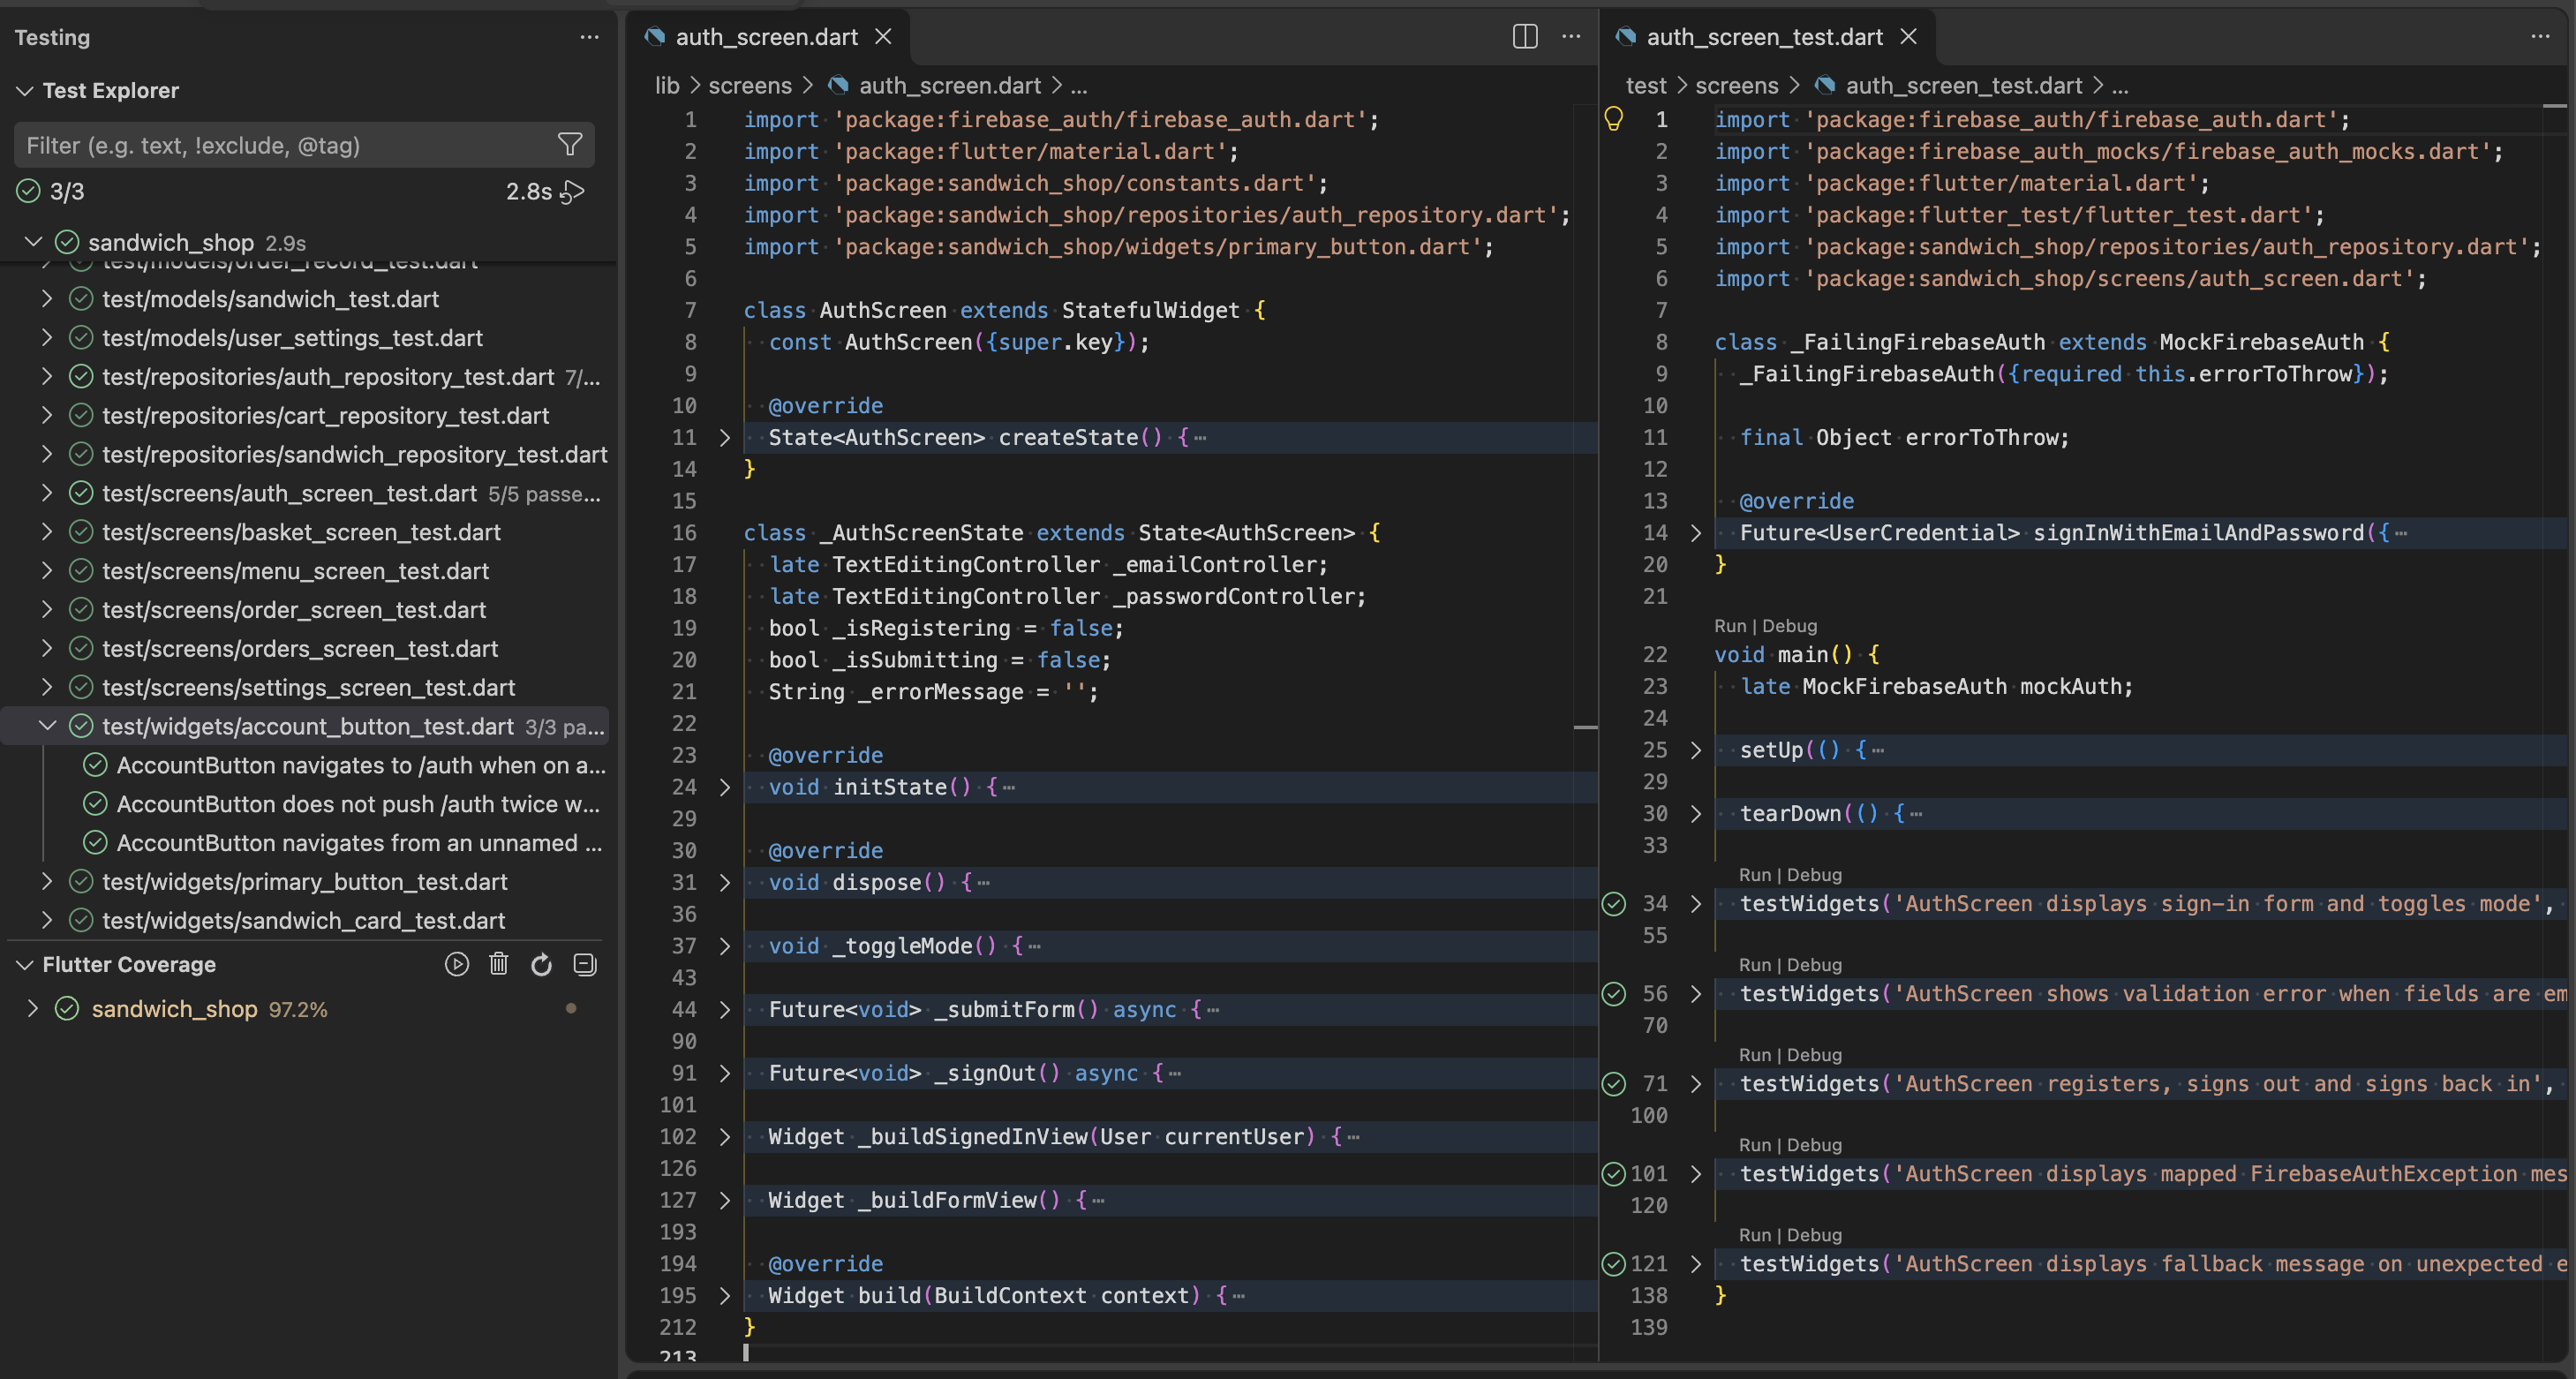 Testing
Test Explorer
Filter (e.g. text, !exclude, @tag)
3/3
2.8s
sandwich_shop 2.9s
test/models/order_record_test.dart
test/models/sandwich_test.dart
test/models/user_settings_test.dart
test/repositories/auth_repository_test.dart 7/...
test/repositories/cart_repository_test.dart
test/repositories/sandwich_repository_test.dart
test/screens/auth_screen_test.dart 5/5 passe...
test/screens/basket_screen_test.dart
test/screens/menu_screen_test.dart
test/screens/order_screen_test.dart
test/screens/orders_screen_test.dart
test/screens/settings_screen_test.dart
test/widgets/account_button_test.dart 3/3 pa...
AccountButton navigates to /auth when on a...
AccountButton does not push /auth twice w...
AccountButton navigates from an unnamed ...
test/widgets/primary_button_test.dart
test/widgets/sandwich_card_test.dart
Flutter Coverage
sandwich_shop 97.2%
auth_screen.dart
lib > screens > auth_screen.dart > ...
1 import 'package:firebase_auth/firebase_auth.dart';
2 import 'package:flutter/material.dart';
3 import 'package:sandwich_shop/constants.dart';
4 import 'package:sandwich_shop/repositories/auth_repository.dart';
5 import 'package:sandwich_shop/widgets/primary_button.dart';
6
7 class AuthScreen extends StatefulWidget {
8 const AuthScreen({super.key});
9
10 @override
11 State<AuthScreen> createState() { ⋯
14 }
15
16 class _AuthScreenState extends State<AuthScreen> {
17 late TextEditingController _emailController;
18 late TextEditingController _passwordController;
19 bool _isRegistering = false;
20 bool _isSubmitting = false;
21 String _errorMessage = '';
22
23 @override
24 void initState() { ⋯
29
30 @override
31 void dispose() { ⋯
36
37 void _toggleMode() { ⋯
43
44 Future<void> _submitForm() async { ⋯
90
91 Future<void> _signOut() async { ⋯
101
102 Widget _buildSignedInView(User currentUser) { ⋯
126
127 Widget _buildFormView() { ⋯
193
194 @override
195 Widget build(BuildContext context) { ⋯
212 }
213
auth_screen_test.dart
test > screens > auth_screen_test.dart > ...
1 import 'package:firebase_auth/firebase_auth.dart';
2 import 'package:firebase_auth_mocks/firebase_auth_mocks.dart';
3 import 'package:flutter/material.dart';
4 import 'package:flutter_test/flutter_test.dart';
5 import 'package:sandwich_shop/repositories/auth_repository.dart';
6 import 'package:sandwich_shop/screens/auth_screen.dart';
7
8 class _FailingFirebaseAuth extends MockFirebaseAuth {
9 _FailingFirebaseAuth({required this.errorToThrow});
10
11 final Object errorToThrow;
12
13 @override
14 Future<UserCredential> signInWithEmailAndPassword({ ⋯
20 }
21
Run | Debug
22 void main() {
23 late MockFirebaseAuth mockAuth;
24
25 setUp(() { ⋯
29
30 tearDown(() { ⋯
33
Run | Debug
34 testWidgets('AuthScreen displays sign-in form and toggles mode',
55
Run | Debug
56 testWidgets('AuthScreen shows validation error when fields are em
70
Run | Debug
71 testWidgets('AuthScreen registers, signs out and signs back in',
100
Run | Debug
101 testWidgets('AuthScreen displays mapped FirebaseAuthException mes
120
Run | Debug
121 testWidgets('AuthScreen displays fallback message on unexpected e
138 }
139